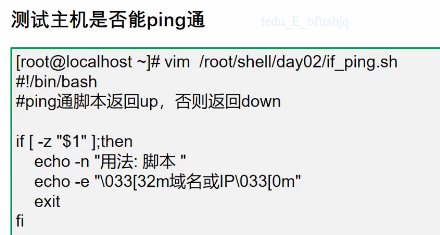 测试主机是否能ping通
tedu_E_bfusbjq
[root@localhost ~]# vim  /root/shell/day02/if_ping.sh
#!/bin/bash
#ping通脚本返回up，否则返回down

if [ -z "$1" ];then
    echo -n "用法: 脚本 "
    echo -e "\033[32m域名或IP\033[0m"
    exit
fi